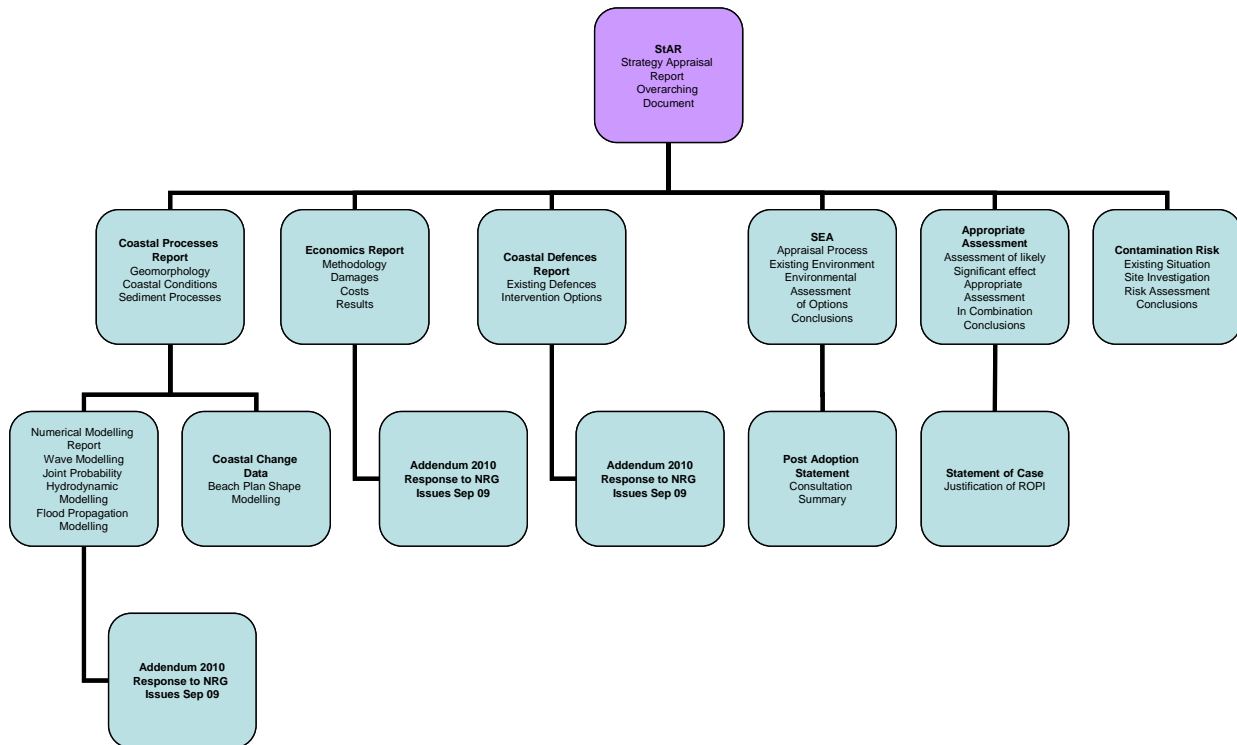 StAR
Strategy Appraisal
Report
Overarching
Document
Coastal Processes
Report
Geomorphology
Coastal Conditions
Sediment Processes
Economics Report
Methodology
Damages
Costs
Results
Coastal Defences
Report
Existing Defences
Intervention Options
SEA
Appraisal Process
Existing Environment
Environmental
Assessment
of Options
Conclusions
Appropriate
Assessment
Assessment of likely
Significant effect
Appropriate
Assessment
In Combination
Conclusions
Contamination Risk
Existing Situation
Site Investigation
Risk Assessment
Conclusions
Numerical Modelling
Report
Wave Modelling
Joint Probability
Hydrodynamic
Modelling
Flood Propagation
Modelling
Coastal Change
Data
Beach Plan Shape
Modelling
Addendum 2010
Response to NRG
Issues Sep 09
Addendum 2010
Response to NRG
Issues Sep 09
Post Adoption
Statement
Consultation
Summary
Statement of Case
Justification of ROPI
Addendum 2010
Response to NRG
Issues Sep 09